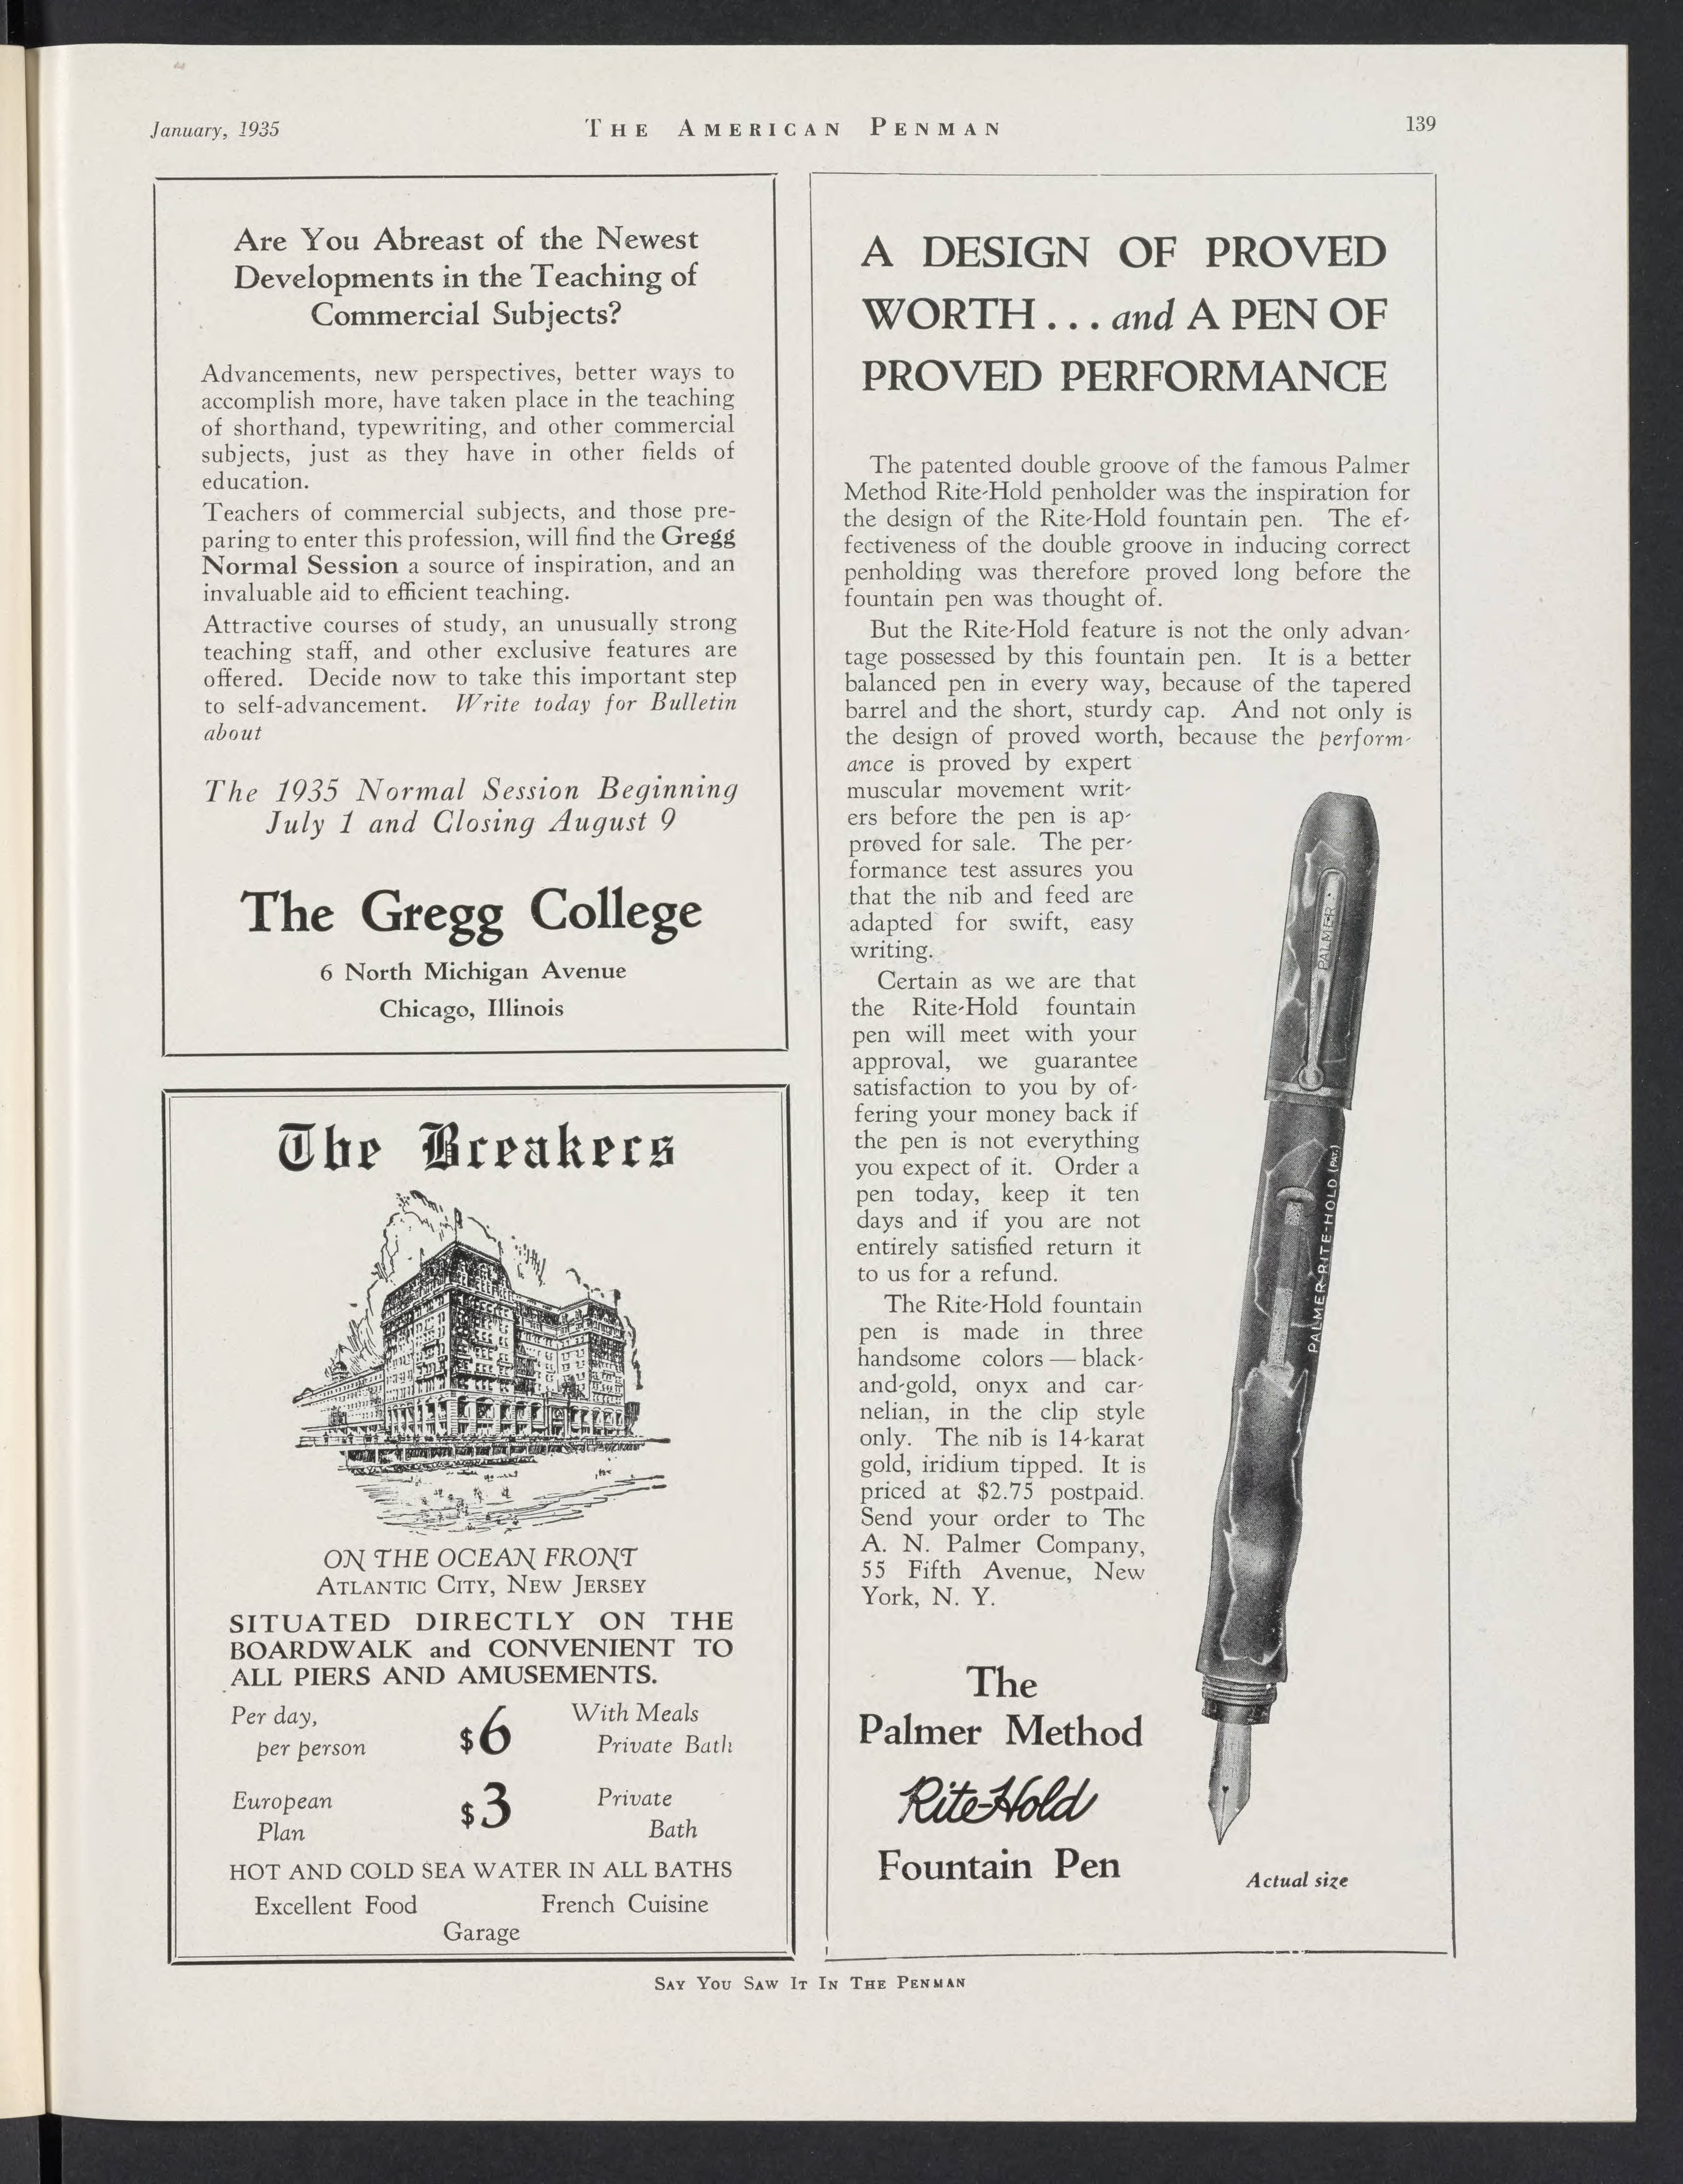 January, 1935
THE AMERICAN PENMAN
139
Are You Abreast of the Newest
Developments in the Teaching of
Commercial Subjects?
Advancements, new perspectives, better ways to
accomplish more, have taken place in the teaching
of shorthand, typewriting, and other commercial
subjects, just as they have in other fields of
education.
Teachers of commercial subjects, and those pre-
paring to enter this profession, will find the Gregg
Normal Session a source of inspiration, and an
invaluable aid to efficient teaching.
Attractive courses of study, an unusually strong
teaching staff, and other exclusive features are
offered. Decide now to take this important step
to self-advancement. Write today for Bulletin
about
The 1935 Normal Session Beginning
July 1 and Closing August 9
The Gregg College
6 North Michigan Avenue
Chicago, Illinois
The Breakers
ON THE OCEAN FRONT
ATLANTIC CITY, NEW JERSEY
SITUATED DIRECTLY ON THE
BOARDWALK and CONVENIENT TO
ALL PIERS AND AMUSEMENTS.
Per day,
per person
$6
With Meals
Private Bath
European
Plan
$3
Private
Bath
HOT AND COLD SEA WATER IN ALL BATHS
Excellent Food French Cuisine
Garage
A DESIGN OF PROVED
WORTH... and A PEN OF
PROVED PERFORMANCE
The patented double groove of the famous Palmer
Method Rite-Hold penholder was the inspiration for
the design of the Rite-Hold fountain pen. The ef-
fectiveness of the double groove in inducing correct
penholding was therefore proved long before the
fountain pen was thought of.
But the Rite-Hold feature is not the only advan-
tage possessed by this fountain pen. It is a better
balanced pen in every way, because of the tapered
barrel and the short, sturdy cap. And not only is
the design of proved worth, because the perform-
ance is proved by expert
muscular movement writ-
ers before the pen is ap-
proved for sale. The per-
formance test assures you
that the nib and feed are
adapted for swift, easy
writing.
Certain as we are that
the Rite-Hold fountain
pen will meet with your
approval, we guarantee
satisfaction to you by of-
fering your money back if
the pen is not everything
you expect of it. Order a
pen today, keep it ten
days and if you are not
entirely satisfied return it
to us for a refund.
The Rite-Hold fountain
pen is made in three
handsome colors — black-
and-gold, onyx and car-
nelian, in the clip style
only. The nib is 14-karat
gold, iridium tipped. It is
priced at $2.75 postpaid.
Send your order to The
A. N. Palmer Company,
55 Fifth Avenue, New
York, N. Y.
The
Palmer Method
Rite-Hold
Fountain Pen
PALMER
PALMER-RITE-HOLD (PAT.)
Actual size
SAY YOU SAW IT IN THE PENMAN